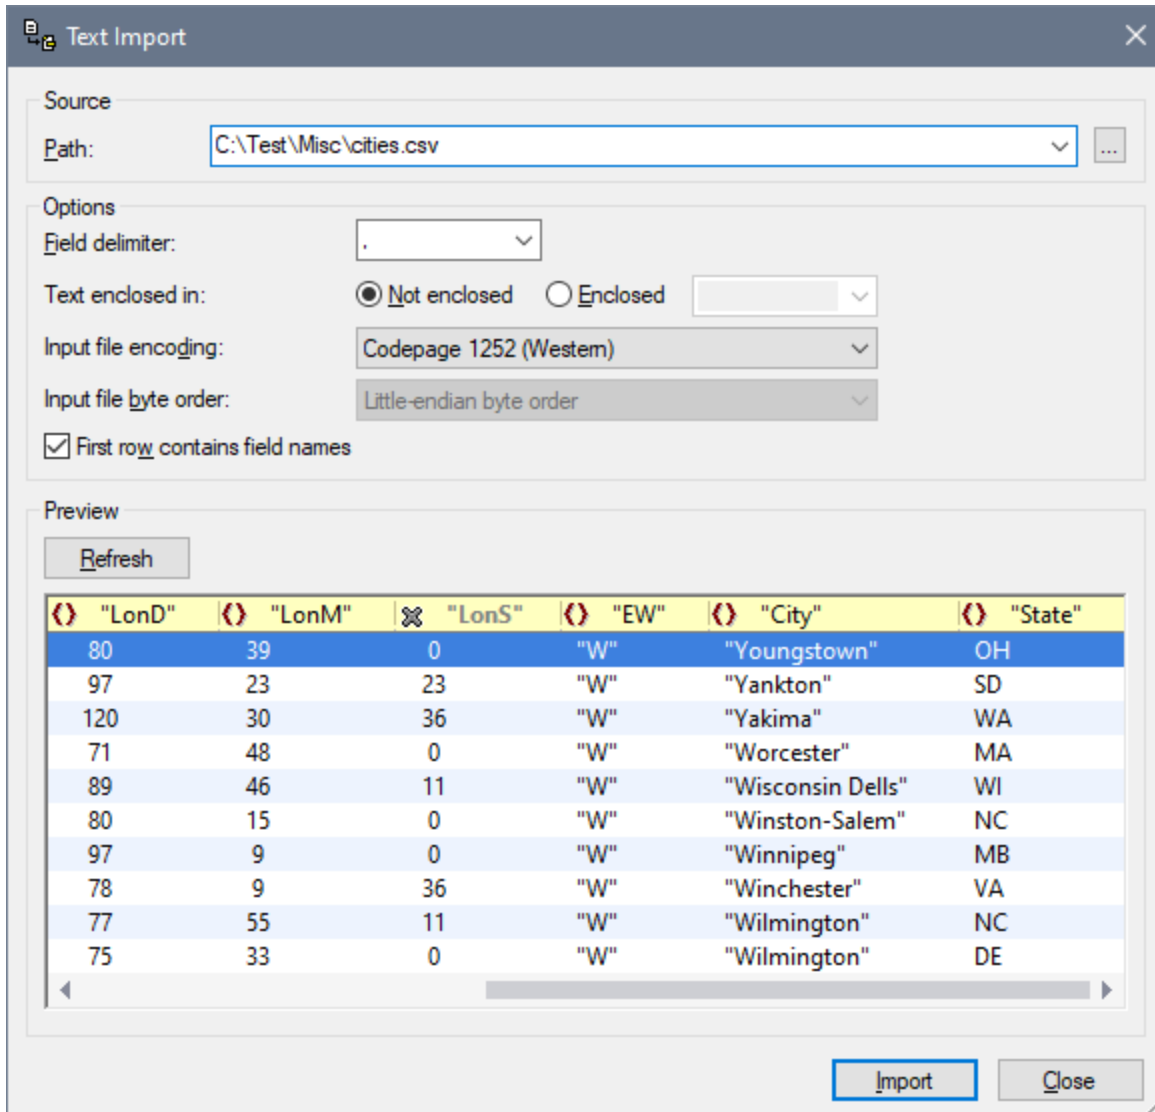 Text Import
Source
Path: C:\Test\Misc\cities.csv ...
Options
Field delimiter: ,
Text enclosed in: Not enclosed Enclosed
Input file encoding: Codepage 1252 (Western)
Input file byte order: Little-endian byte order
First row contains field names
Preview
Refresh
"LonD" "LonM" "LonS" "EW" "City" "State"
80 39 0 "W" "Youngstown" OH
97 23 23 "W" "Yankton" SD
120 30 36 "W" "Yakima" WA
71 48 0 "W" "Worcester" MA
89 46 11 "W" "Wisconsin Dells" WI
80 15 0 "W" "Winston-Salem" NC
97 9 0 "W" "Winnipeg" MB
78 9 36 "W" "Winchester" VA
77 55 11 "W" "Wilmington" NC
75 33 0 "W" "Wilmington" DE
Import Close